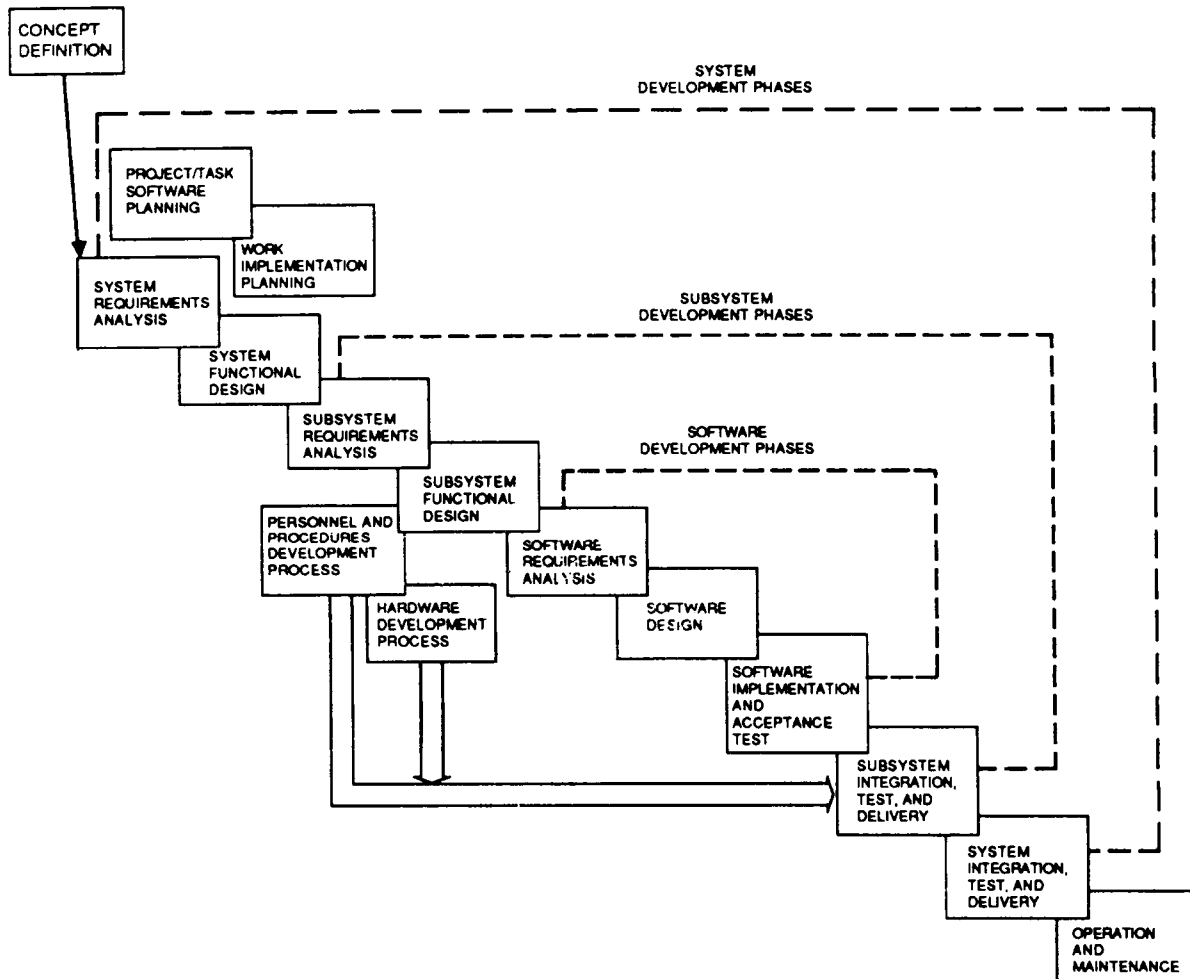 CONCEPT
DEFINITION
SYSTEM
DEVELOPMENT PHASES
PROJECT/TASK
SOFTWARE
PLANNING
WORK
IMPLEMENTATION
PLANNING
SYSTEM
REQUIREMENTS
ANALYSIS
SUBSYSTEM
DEVELOPMENT PHASES
SYSTEM
FUNCTIONAL
DESIGN
SUBSYSTEM
REQUIREMENTS
ANALYSIS
SOFTWARE
DEVELOPMENT PHASES
SUBSYSTEM
FUNCTIONAL
DESIGN
PERSONNEL AND
PROCEDURES
DEVELOPMENT
PROCESS
SOFTWARE
REQUIREMENTS
ANALYSIS
HARDWARE
DEVELOPMENT
PROCESS
SOFTWARE
DESIGN
SOFTWARE
IMPLEMENTATION
AND
ACCEPTANCE
TEST
SUBSYSTEM
INTEGRATION,
TEST, AND
DELIVERY
SYSTEM
INTEGRATION,
TEST, AND
DELIVERY
OPERATION
AND
MAINTENANCE